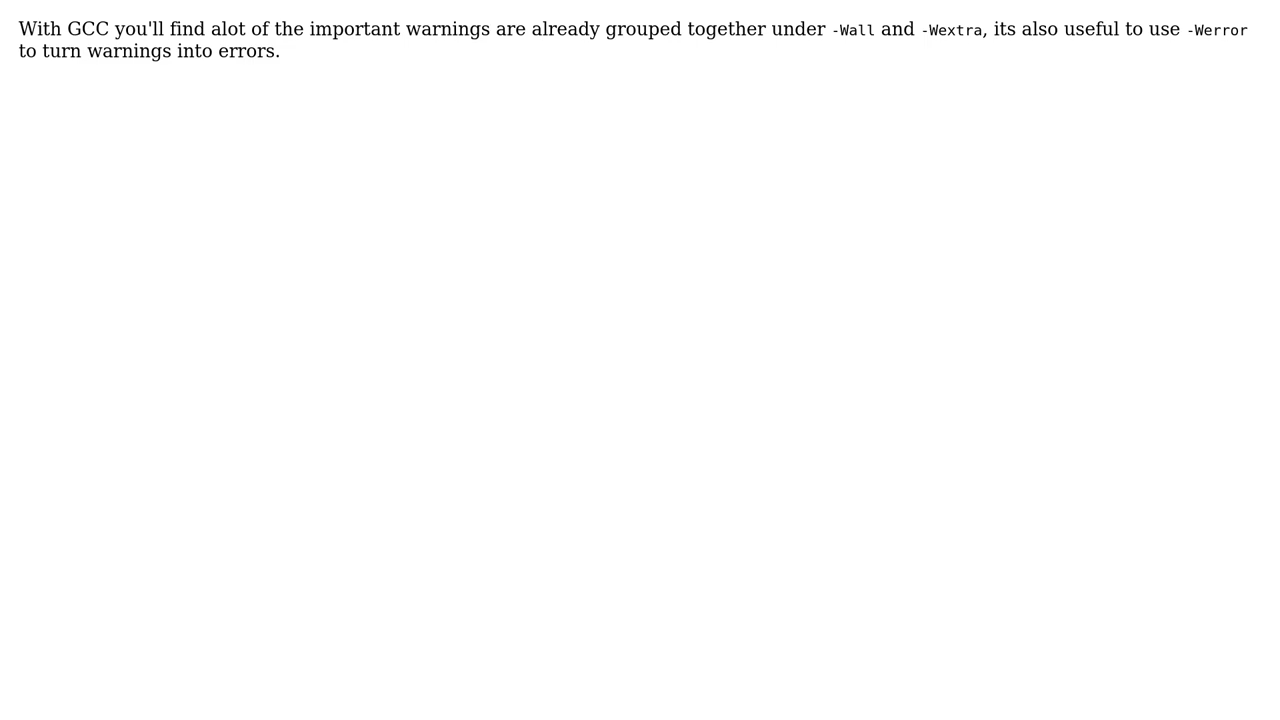 With GCC you'll find alot of the important warnings are already grouped together under -Wall and -Wextra, its also useful to use -Werror
to turn warnings into errors.